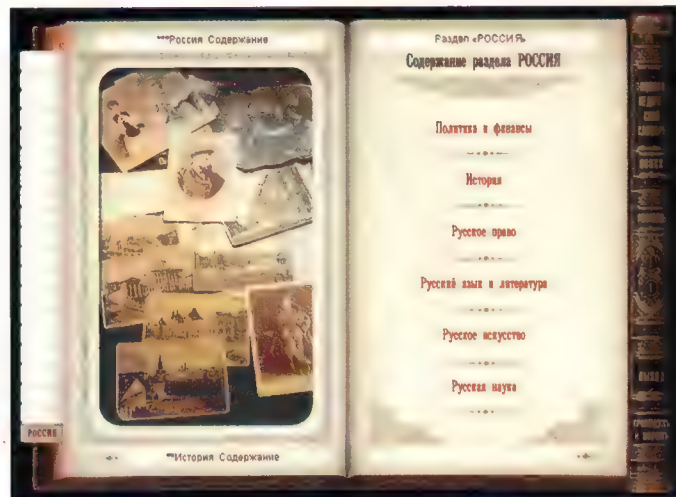 ***Россия Содержание
**История Содержание
РОССИЯ
Раздел «РОССИЯ»
Содержание раздела РОССИЯ
Политика и финансы
История
Русское право
Русский язык и литература
Русское искусство
Русская наука